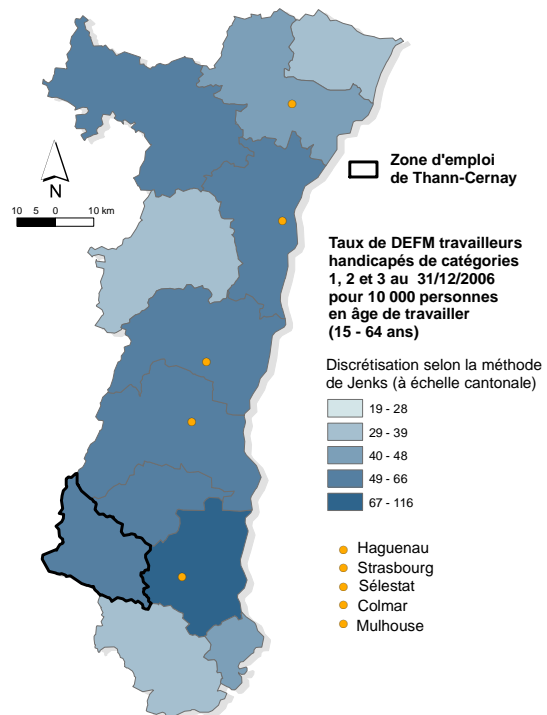 N
10 5 0 10 km
Zone d'emploi
de Thann-Cernay
Taux de DEFM travailleurs
handicapés de catégories
1, 2 et 3 au 31/12/2006
pour 10 000 personnes
en âge de travailler
(15 - 64 ans)
Discrétisation selon la méthode
de Jenks (à échelle cantonale)
19 - 28
29 - 39
40 - 48
49 - 66
67 - 116
Haguenau
Strasbourg
Sélestat
Colmar
Mulhouse